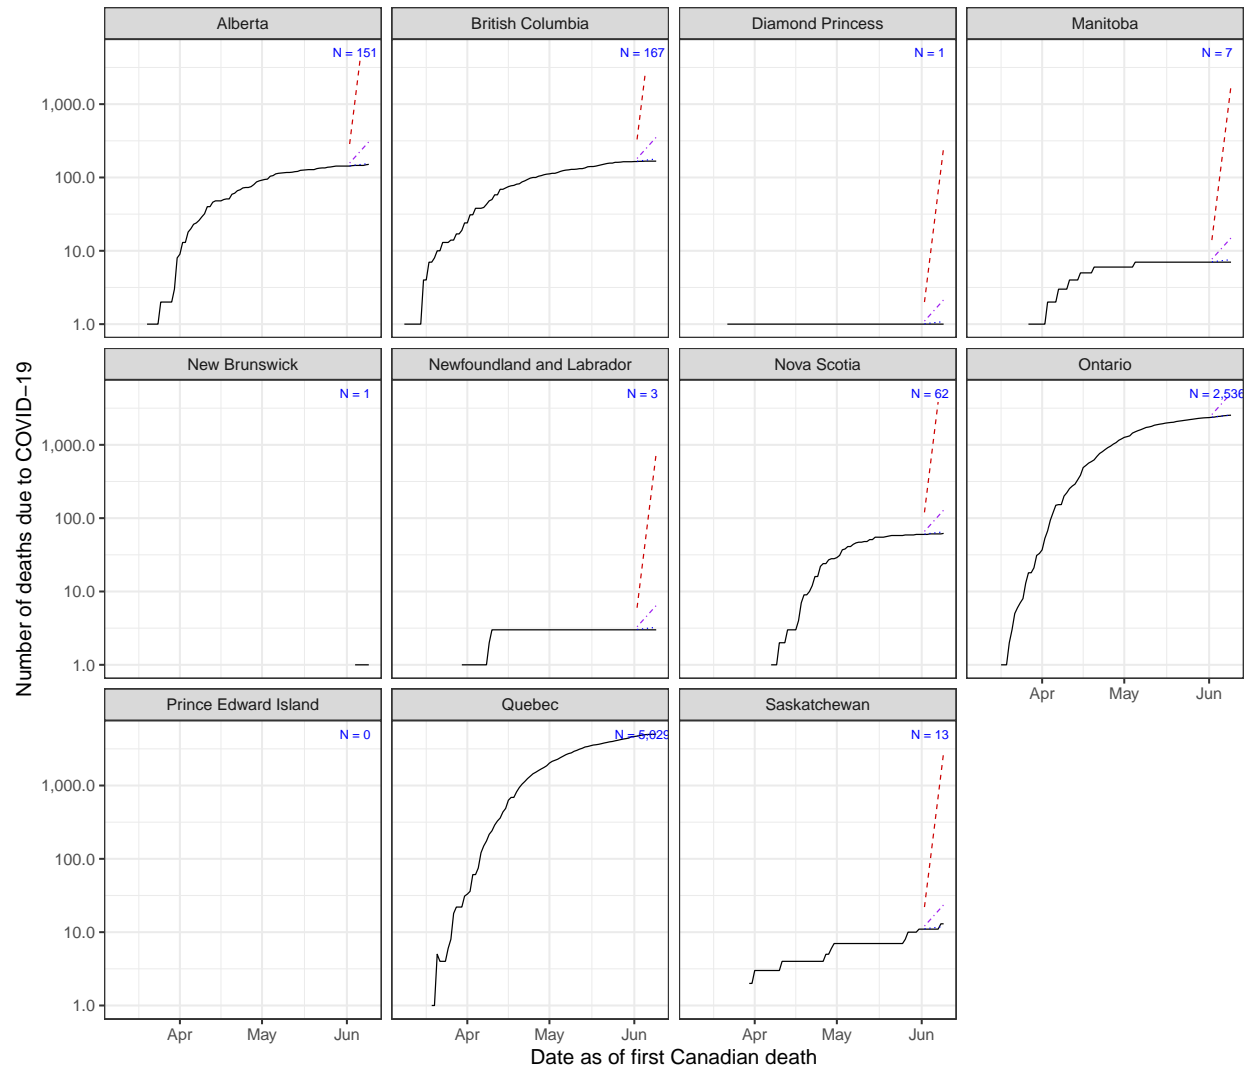 Alberta
British Columbia
Diamond Princess
Manitoba
N = 151
N = 167
N = 1
N = 7
1,000.0
100.0
10.0
1.0
New Brunswick
Newfoundland and Labrador
Nova Scotia
Ontario
N = 1
N = 3
N = 62
N = 2,536
1,000.0
100.0
10.0
1.0
Apr
May
Jun
Prince Edward Island
Quebec
Saskatchewan
N = 0
N = 5,029
N = 13
1,000.0
100.0
10.0
1.0
Apr
May
Jun
Apr
May
Jun
Apr
May
Jun
Number of deaths due to COVID−19
Date as of first Canadian death